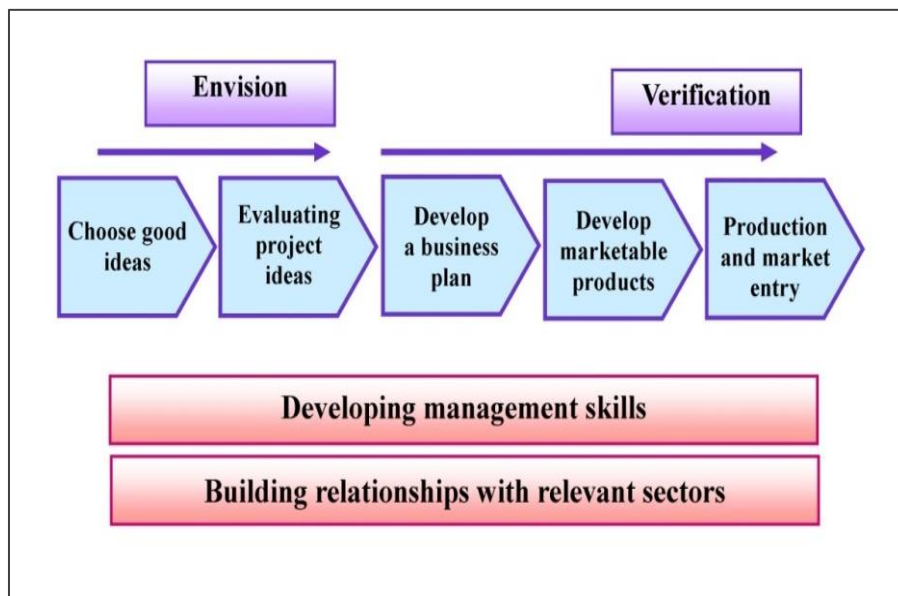 Envision
Verification
Choose good
ideas
Evaluating
project
ideas
Develop
a business
plan
Develop
marketable
products
Production
and market
entry
Developing management skills
Building relationships with relevant sectors